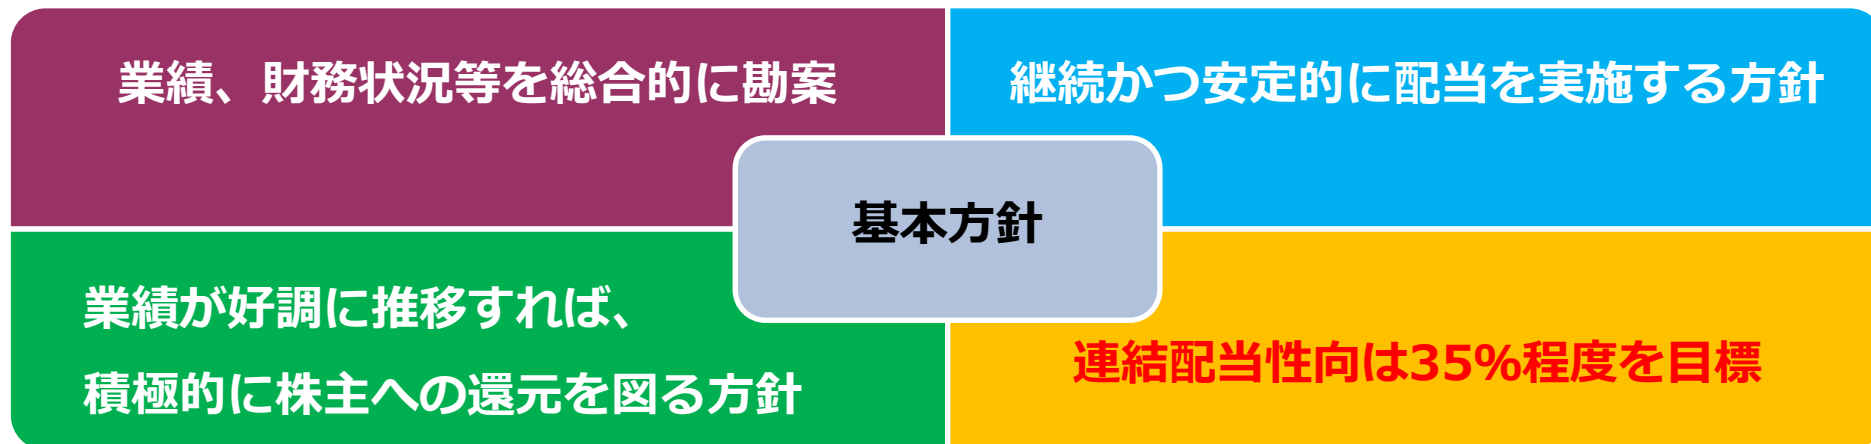 業績、財務状況等を総合的に勘案
継続かつ安定的に配当を実施する方針
基本方針
業績が好調に推移すれば、
積極的に株主への還元を図る方針
連結配当性向は35%程度を目標